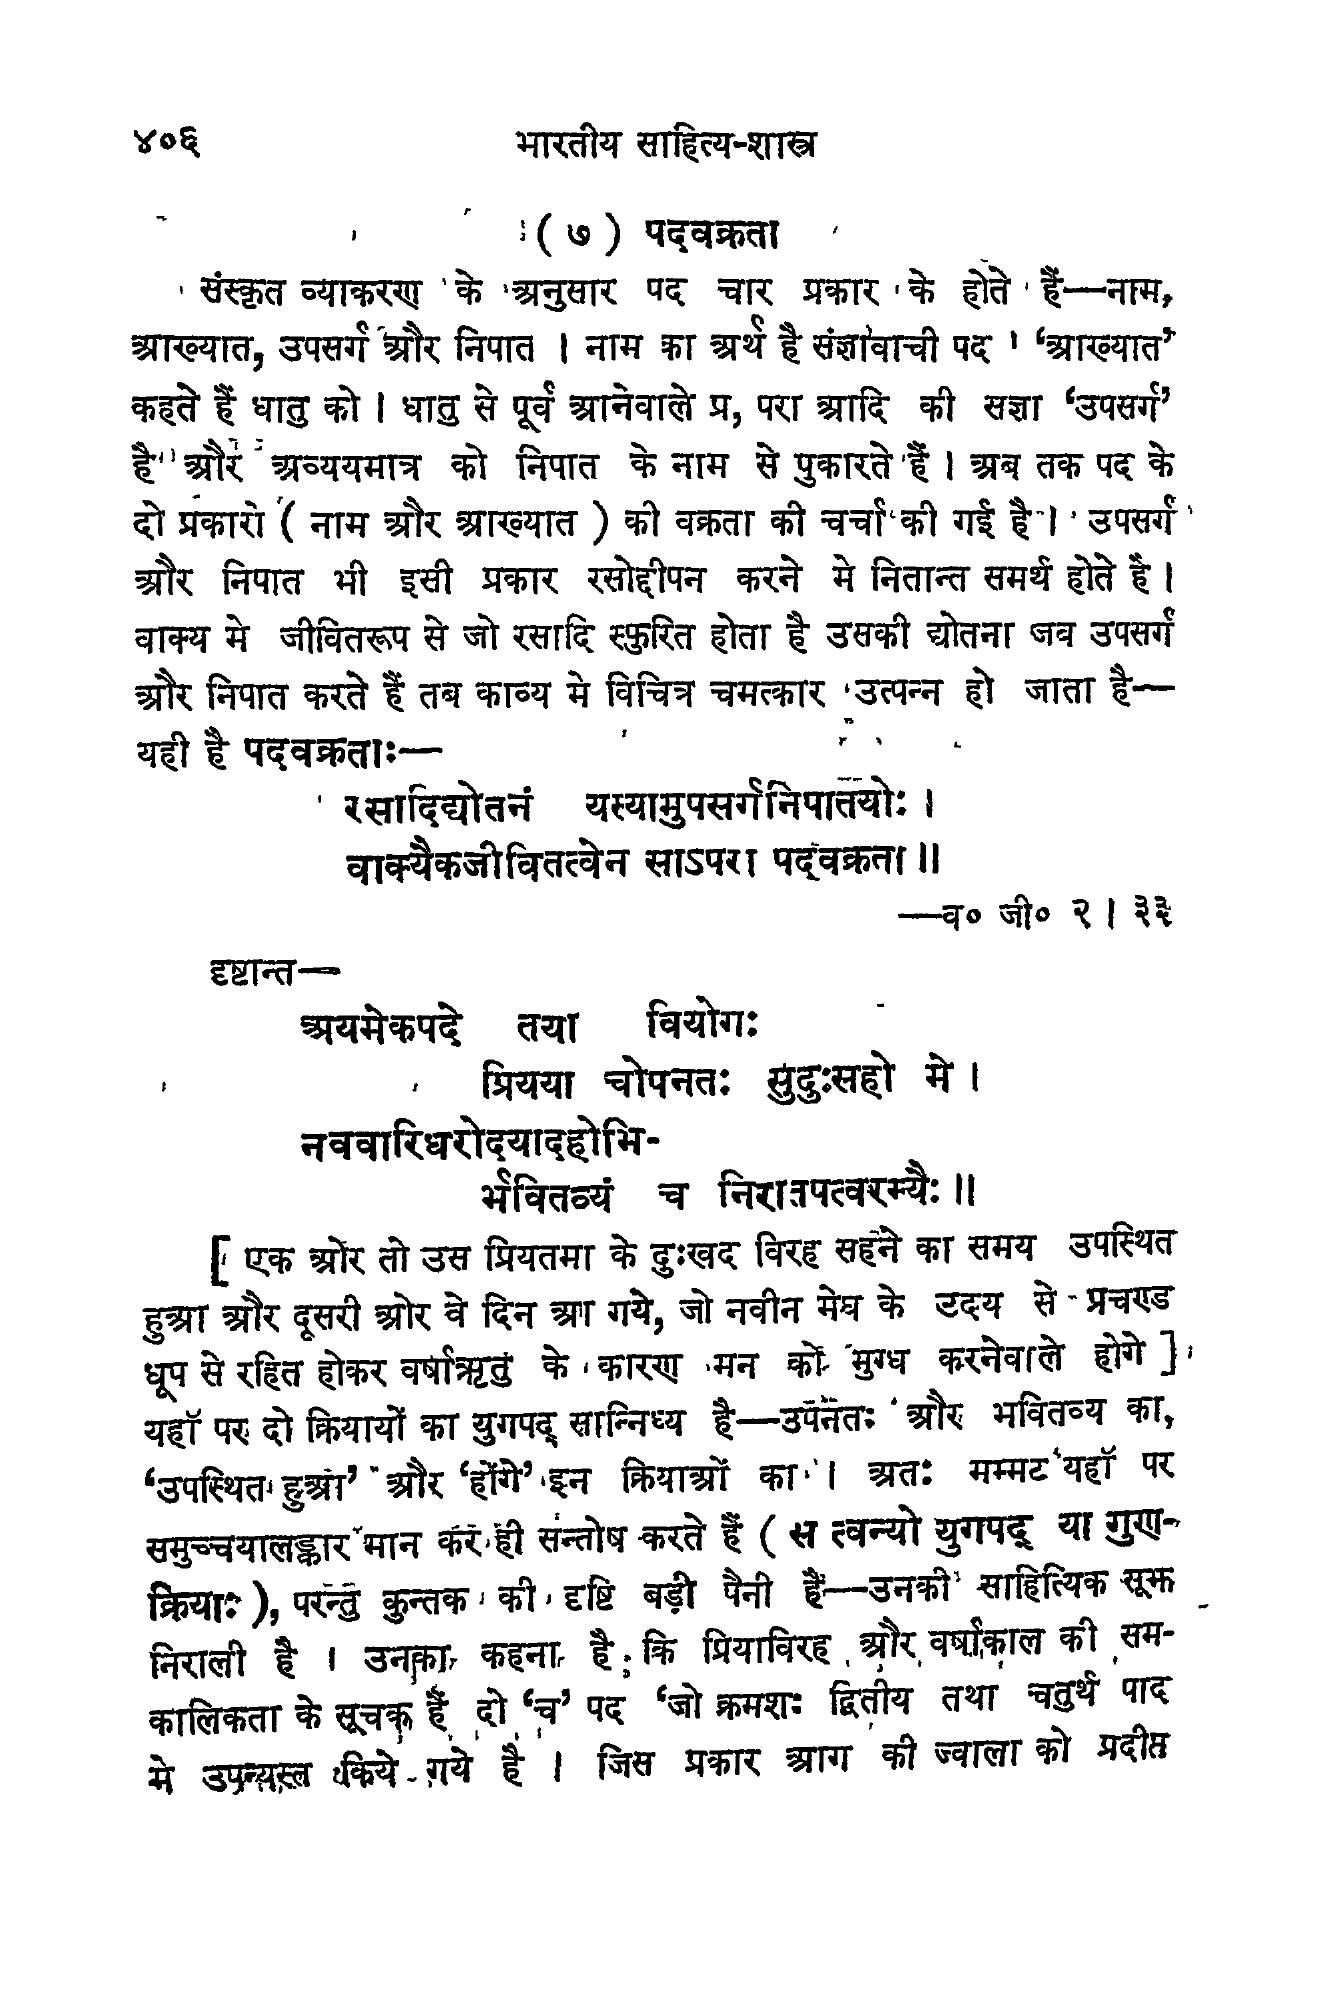 ४०६ भारतीय साहित्य-शास्त्र
( ७ ) पदवक्रता
संस्कृत व्याकरण के अनुसार पद चार प्रकार के होते हैं—नाम,
आख्यात, उपसर्ग और निपात । नाम का अर्थ है संज्ञावाची पद । ‘आख्यात’
कहते हैं धातु को । धातु से पूर्व आनेवाले प्र, परा आदि की सज्ञा ‘उपसर्ग’
है और अव्ययमात्र को निपात के नाम से पुकारते हैं । अब तक पद के
दो प्रकारो ( नाम और आख्यात ) की वक्रता की चर्चा की गई है । उपसर्ग
और निपात भी इसी प्रकार रसोद्दीपन करने मे नितान्त समर्थ होते है ।
वाक्य मे जीवितरूप से जो रसादि स्फुरित होता है उसकी द्योतना जब उपसर्ग
और निपात करते हैं तब काव्य मे विचित्र चमत्कार उत्पन्न हो जाता है—
यही है पदवक्रताः—
रसादिद्योतनं यस्यामुपसर्गनिपातयोः ।
वाक्यैकजीवितत्वेन साऽपरा पदवक्रता ॥
—व० जी० २ । ३३
दृष्टान्त—
अयमेकपदे तया वियोगः
प्रियया चोपनतः सुदुःसहो मे ।
नववारिधरोदयादहोभि-
र्भवितव्यं च निरातपत्वरम्यैः ॥
[ एक ओर तो उस प्रियतमा के दुःखद विरह सहने का समय उपस्थित
हुआ और दूसरी ओर वे दिन आ गये, जो नवीन मेघ के उदय से प्रचण्ड
धूप से रहित होकर वर्षाऋतु के कारण मन को मुग्ध करनेवाले होगे ]
यहाॅ पर दो क्रियायों का युगपद् सान्निध्य है—उपनतः और भवितव्य का,
‘उपस्थित हुआ’ और ‘होंगे’ इन क्रियाओं का । अतः मम्मट यहाॅ पर
समुच्चयालङ्कार मान कर ही सन्तोष करते हैं ( स त्वन्यो युगपद् या गुण-
क्रियाः ), परन्तु कुन्तक की दृष्टि बड़ी पैनी हैं—उनकी साहित्यिक सूझ
निराली है । उनका कहना है कि प्रियाविरह और वर्षाकाल की सम-
कालिकता के सूचक हैं दो ‘च’ पद ‘जो क्रमशः द्वितीय तथा चतुर्थ पाद
मे उपन्यस्त किये गये है । जिस प्रकार आग की ज्वाला को प्रदीप्त